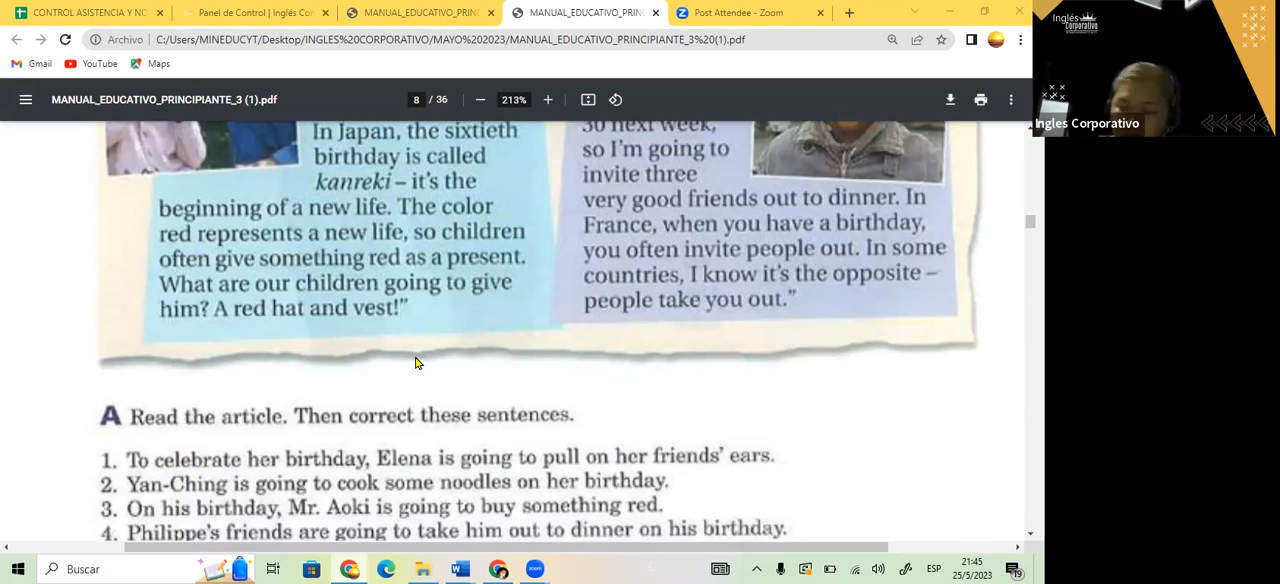 CONTROL ASISTENCIA Y NO
Panel de Control | Inglés Cor
MANUAL_EDUCATIVO_PRINC
MANUAL_EDUCATIVO_PRINC
Post Attendee - Zoom
Archivo
C:/Users/MINEDUCYT/Desktop/INGLES%20CORPORATIVO/MAYO%202023/MANUAL_EDUCATIVO_PRINCIPIANTE_3%20(1).pdf
Gmail
YouTube
Maps
MANUAL_EDUCATIVO_PRINCIPIANTE_3 (1).pdf
8 / 36
213%
Inglés
Corporativo
Ingles Corporativo
In Japan, the sixtieth
birthday is called
kanreki – it's the
beginning of a new life. The color
red represents a new life, so children
often give something red as a present.
What are our children going to give
him? A red hat and vest!”
30 next week,
so I'm going to
invite three
very good friends out to dinner. In
France, when you have a birthday,
you often invite people out. In some
countries, I know it's the opposite –
people take you out.”
A Read the article. Then correct these sentences.
1. To celebrate her birthday, Elena is going to pull on her friends' ears.
2. Yan-Ching is going to cook some noodles on her birthday.
3. On his birthday, Mr. Aoki is going to buy something red.
4. Philippe's friends are going to take him out to dinner on his birthday.
Buscar
ESP
21:45
25/5/2023
19